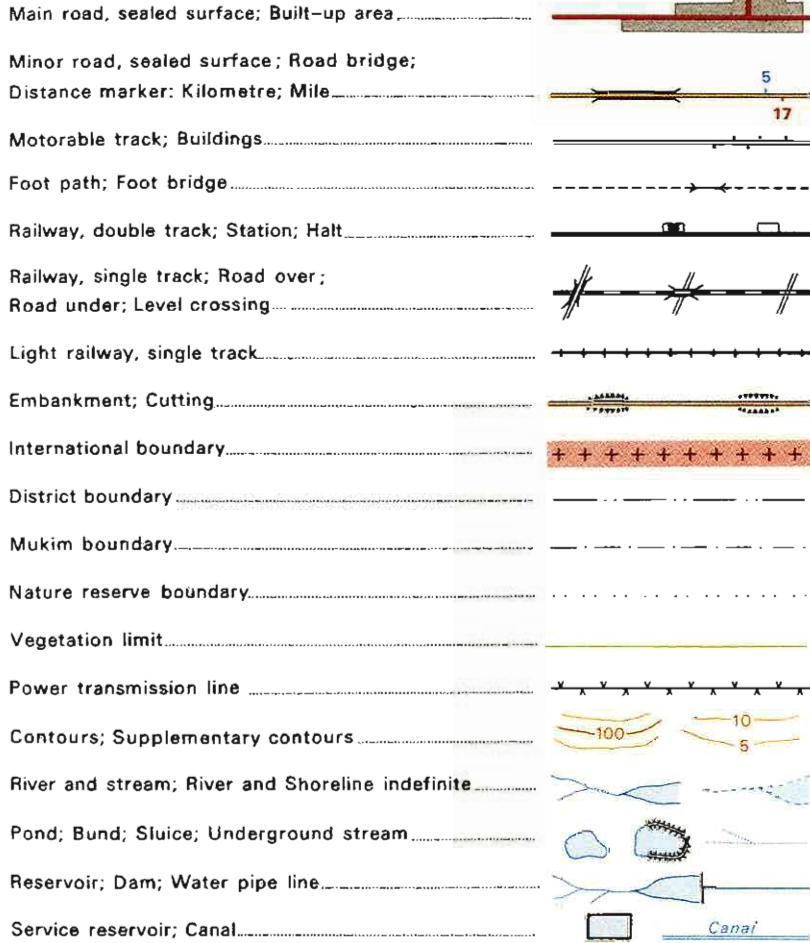 Main road, sealed surface; Built-up area
Minor road, sealed surface; Road bridge;
Distance marker: Kilometre; Mile
5
17
Motorable track; Buildings
Foot path; Foot bridge
Railway, double track; Station; Halt
Railway, single track; Road over;
Road under; Level crossing
Light railway, single track
Embankment; Cutting
International boundary
District boundary
Mukim boundary
Nature reserve boundary
Vegetation limit
Power transmission line
Contours; Supplementary contours
100
10
5
River and stream; River and Shoreline indefinite
Pond; Bund; Sluice; Underground stream
Reservoir; Dam; Water pipe line
Service reservoir; Canal
Canal